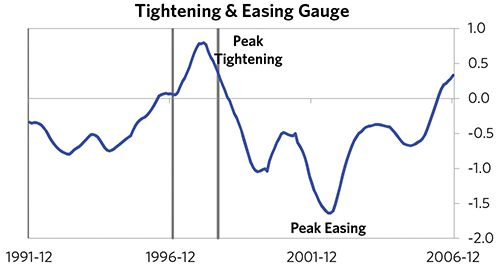 Tightening & Easing Gauge
1.0
Peak
Tightening
0.5
0.0
-0.5
-1.0
-1.5
Peak Easing
-2.0
1991-12 1996-12 2001-12 2006-12